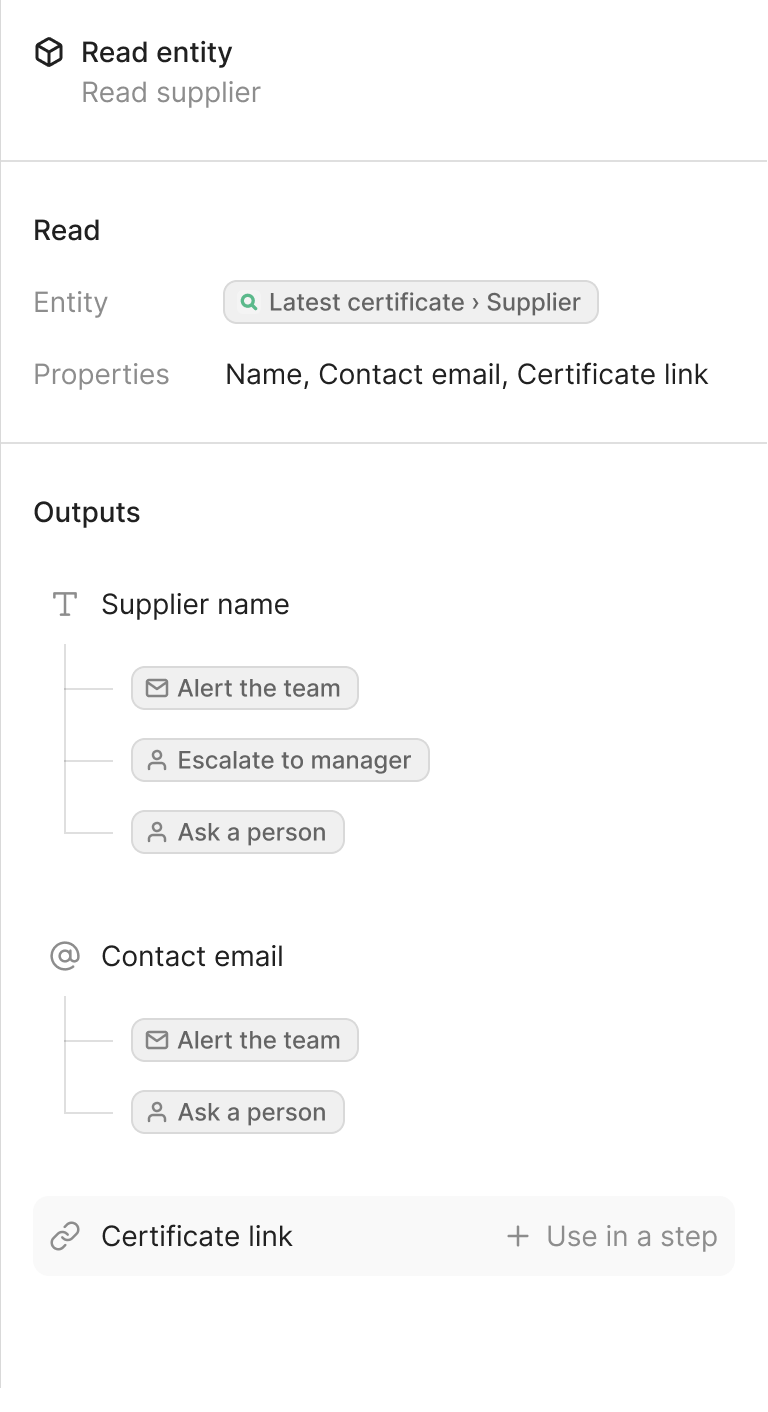 Read entity
Read supplier
Read
Entity Latest certificate › Supplier
Properties Name, Contact email, Certificate link
Outputs
Supplier name
Alert the team
Escalate to manager
Ask a person
Contact email
Alert the team
Ask a person
Certificate link + Use in a step